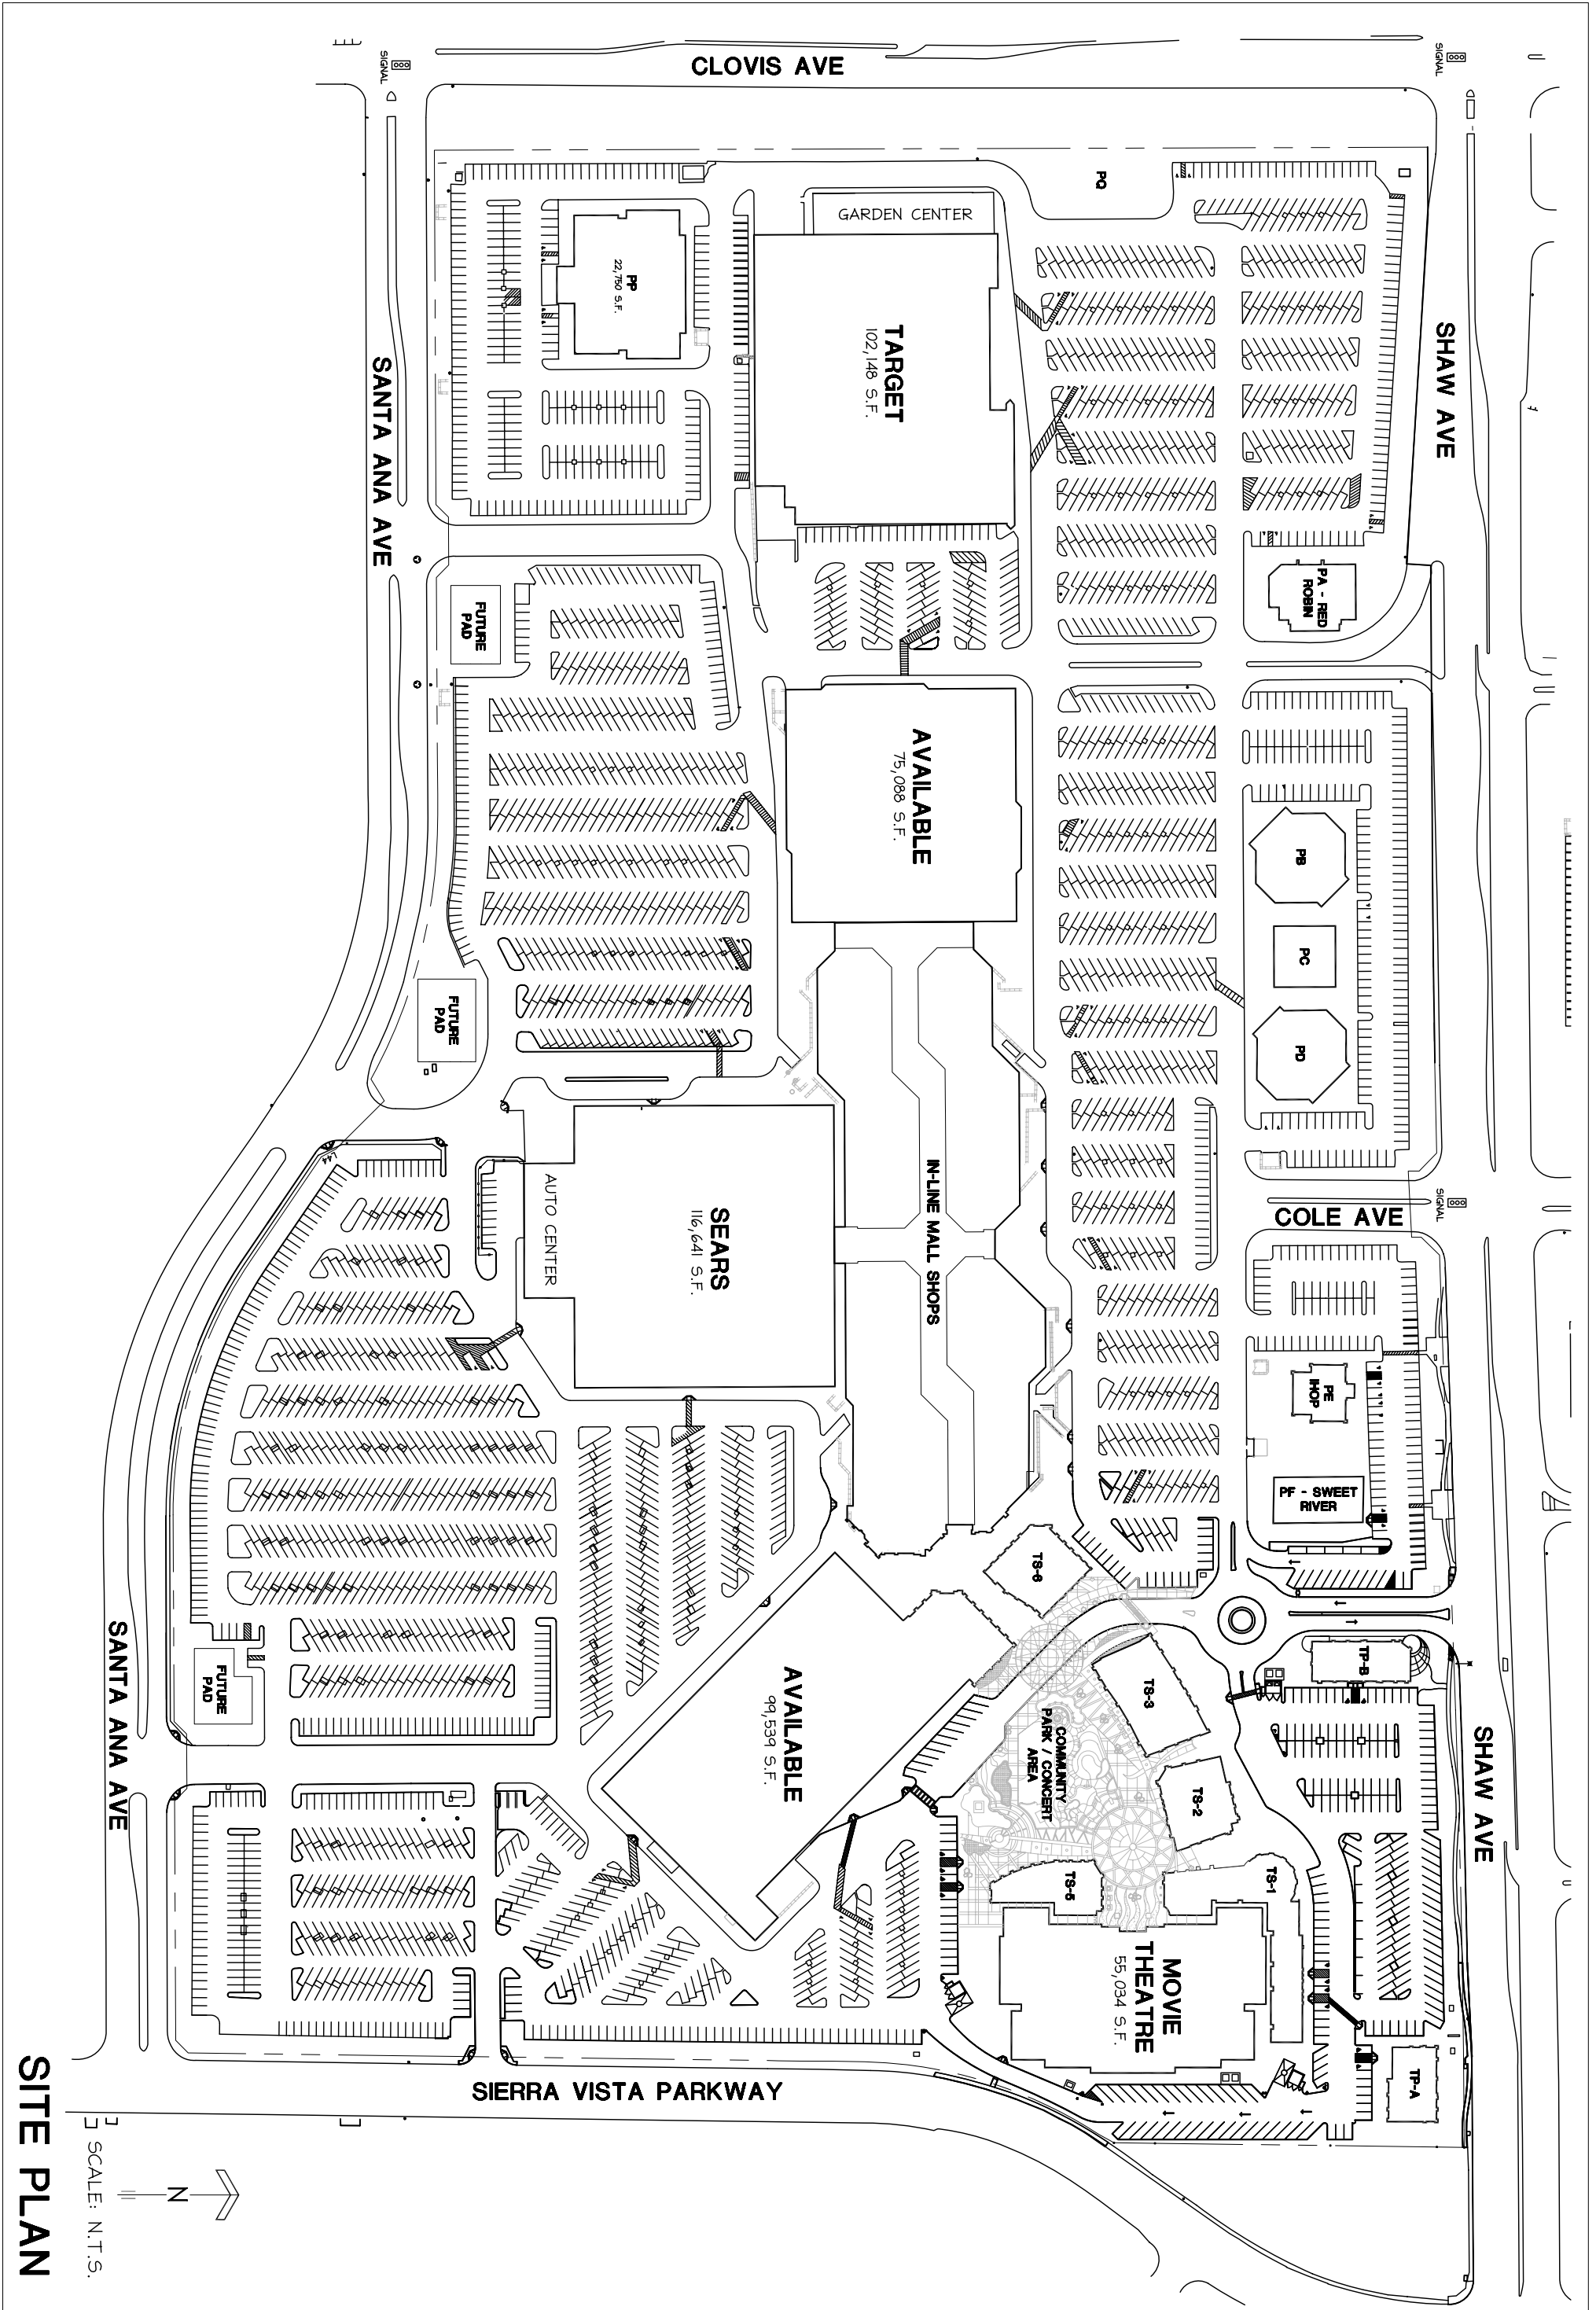 CLOVIS AVE
SIGNAL
SIGNAL
PQ
GARDEN CENTER
SHAW AVE
PP
22,750 S.F.
TARGET
102,148 S.F.
SANTA ANA AVE
PA - RED
ROBIN
FUTURE
PAD
AVAILABLE
75,088 S.F.
PB
PC
PD
FUTURE
PAD
SIGNAL
COLE AVE
IN-LINE MALL SHOPS
SEARS
116,641 S.F.
AUTO CENTER
PE
IHOP
PF - SWEET
RIVER
TS-6
TP-B
TS-3
COMMUNITY
PARK / CONCERT
AREA
TS-2
AVAILABLE
99,539 S.F.
FUTURE
PAD
SANTA ANA AVE
SHAW AVE
TS-1
TS-5
MOVIE
THEATRE
55,034 S.F.
TP-A
SIERRA VISTA PARKWAY
N
SCALE: N.T.S.
SITE PLAN